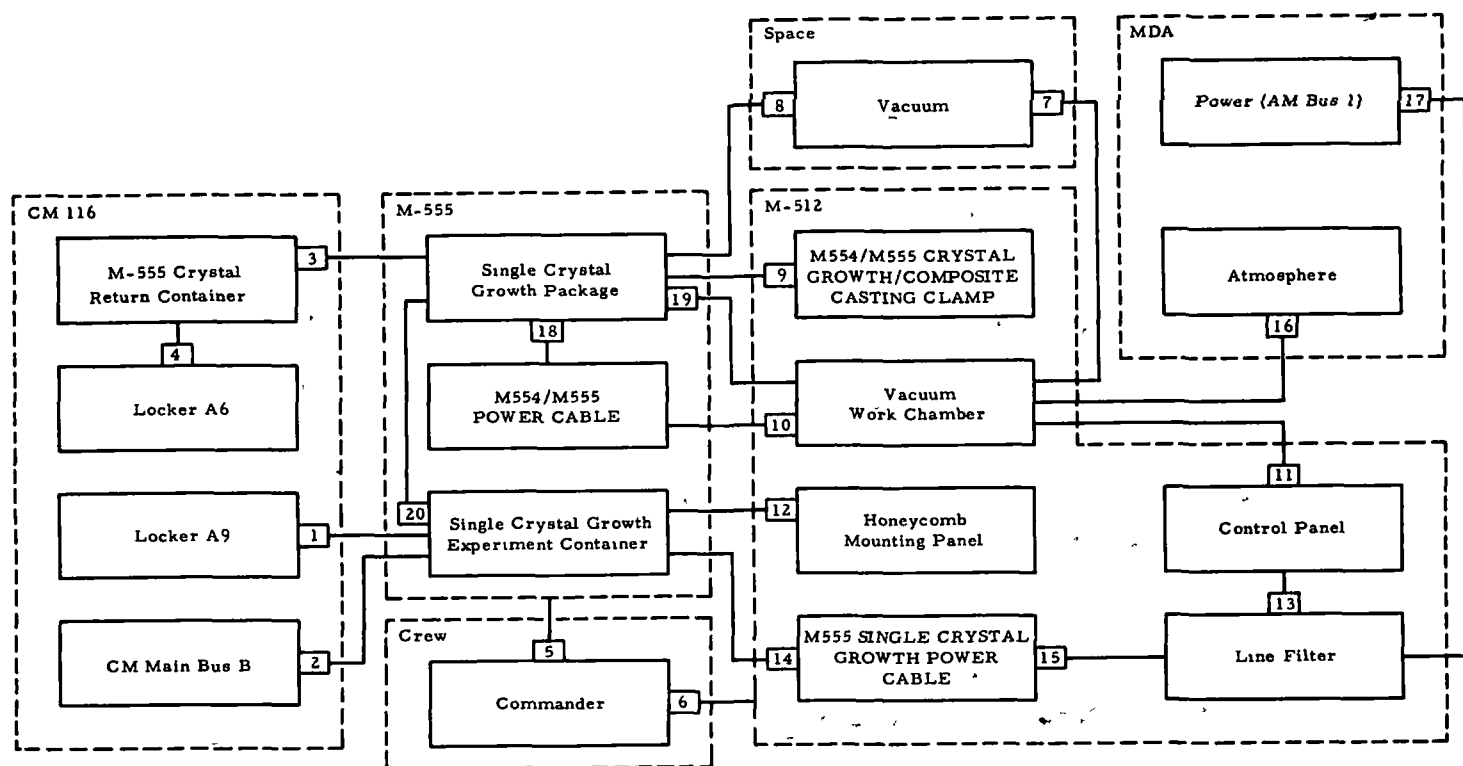 Space
Vacuum
8
7
MDA
Power (AM Bus 1)
17
Atmosphere
16
CM 116
M-555 Crystal
Return Container
3
4
Locker A6
Locker A9
1
CM Main Bus B
2
M-555
Single Crystal
Growth Package
19
18
M554/M555
POWER CABLE
20
Single Crystal Growth
Experiment Container
Crew
5
Commander
6
M-512
9
M554/M555 CRYSTAL
GROWTH/COMPOSITE
CASTING CLAMP
Vacuum
Work Chamber
10
12
Honeycomb
Mounting Panel
14
M555 SINGLE CRYSTAL
GROWTH POWER
CABLE
15
11
Control Panel
13
Line Filter